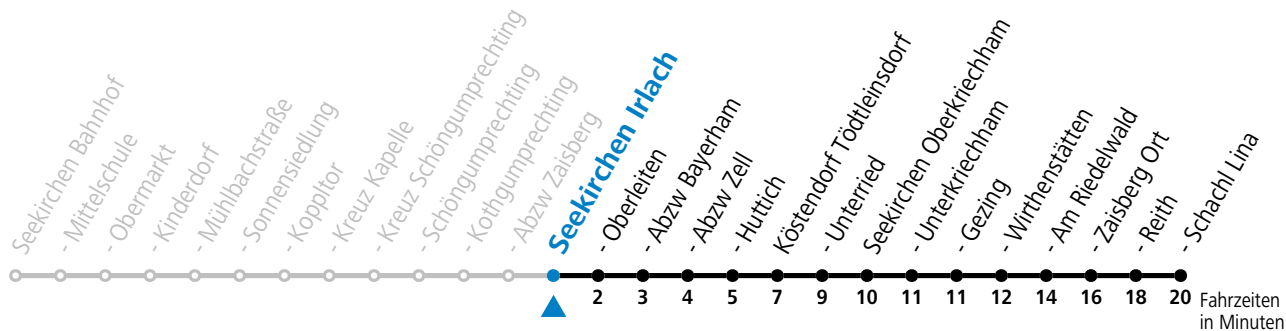 Seekirchen Bahnhof
- Mittelschule
- Obermarkt
- Kinderdorf
- Mühlbachstraße
- Sonnensiedlung
- Koppltor
- Kreuz Kapelle
- Kreuz Schöngumprechting
- Schöngumprechting
- Kothgumprechting
- Abzw Zaisberg
Seekirchen Irlach
- Oberleiten
- Abzw Bayerham
- Abzw Zell
- Huttich
Köstendorf Tödtleinsdorf
- Unterried
Seekirchen Oberkriechham
- Unterkriechham
- Gezing
- Wirthenstätten
- Am Riedelwald
- Zaisberg Ort
- Reith
- Schachl Lina
2 3 4 5 7 9 10 11 11 12 14 16 18 20 Fahrzeiten
in Minuten